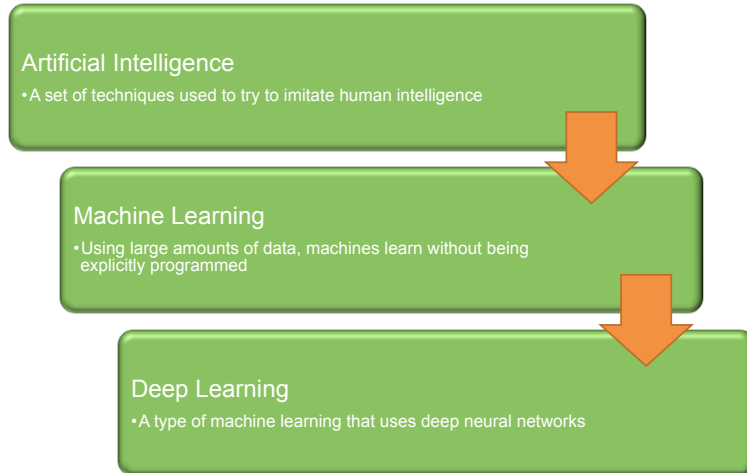 Artificial Intelligence
•A set of techniques used to try to imitate human intelligence
Machine Learning
•Using large amounts of data, machines learn without being
explicitly programmed
Deep Learning
•A type of machine learning that uses deep neural networks